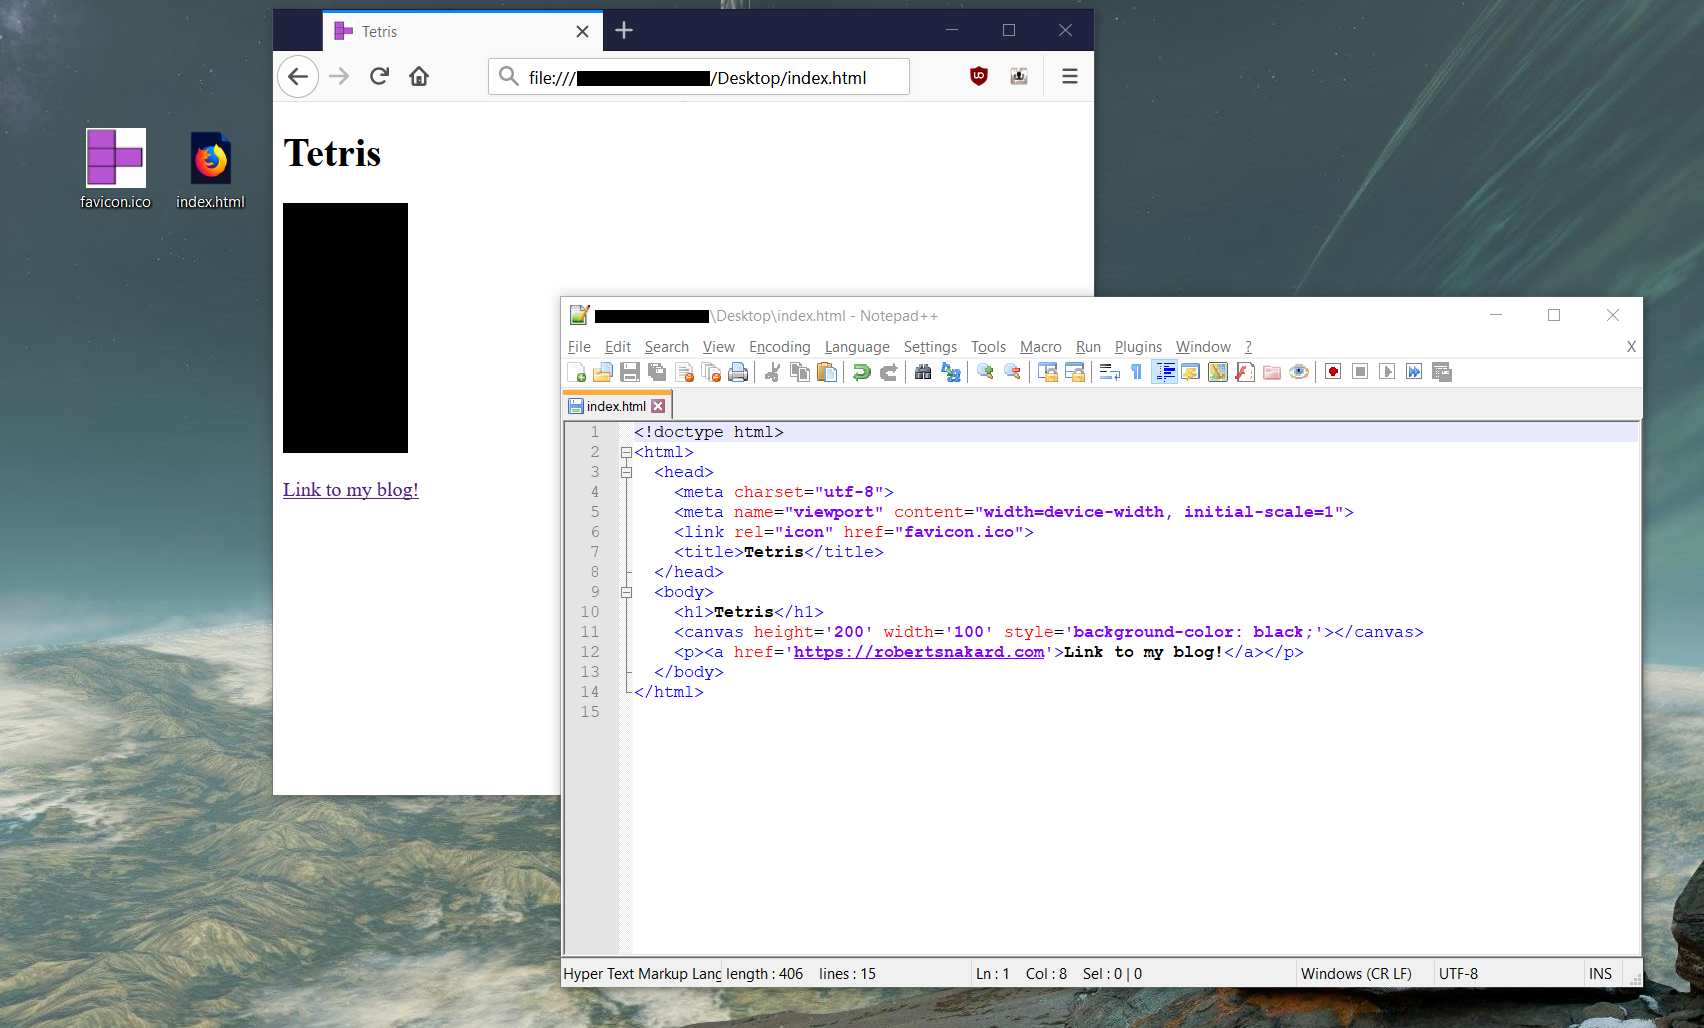 Tetris
file:///
/Desktop/index.html
favicon.ico
index.html
Tetris
Link to my blog!
\Desktop\index.html - Notepad++
File Edit Search View Encoding Language Settings Tools Macro Run Plugins Window ? X
index.html
1 <!doctype html>
2 <html>
3 <head>
4 <meta charset="utf-8">
5 <meta name="viewport" content="width=device-width, initial-scale=1">
6 <link rel="icon" href="favicon.ico">
7 <title>Tetris</title>
8 </head>
9 <body>
10 <h1>Tetris</h1>
11 <canvas height='200' width='100' style='background-color: black;'></canvas>
12 <p><a href='https://robertsnakard.com'>Link to my blog!</a></p>
13 </body>
14 </html>
15
Hyper Text Markup Lang length : 406 lines : 15 Ln : 1 Col : 8 Sel : 0 | 0 Windows (CR LF) UTF-8 INS